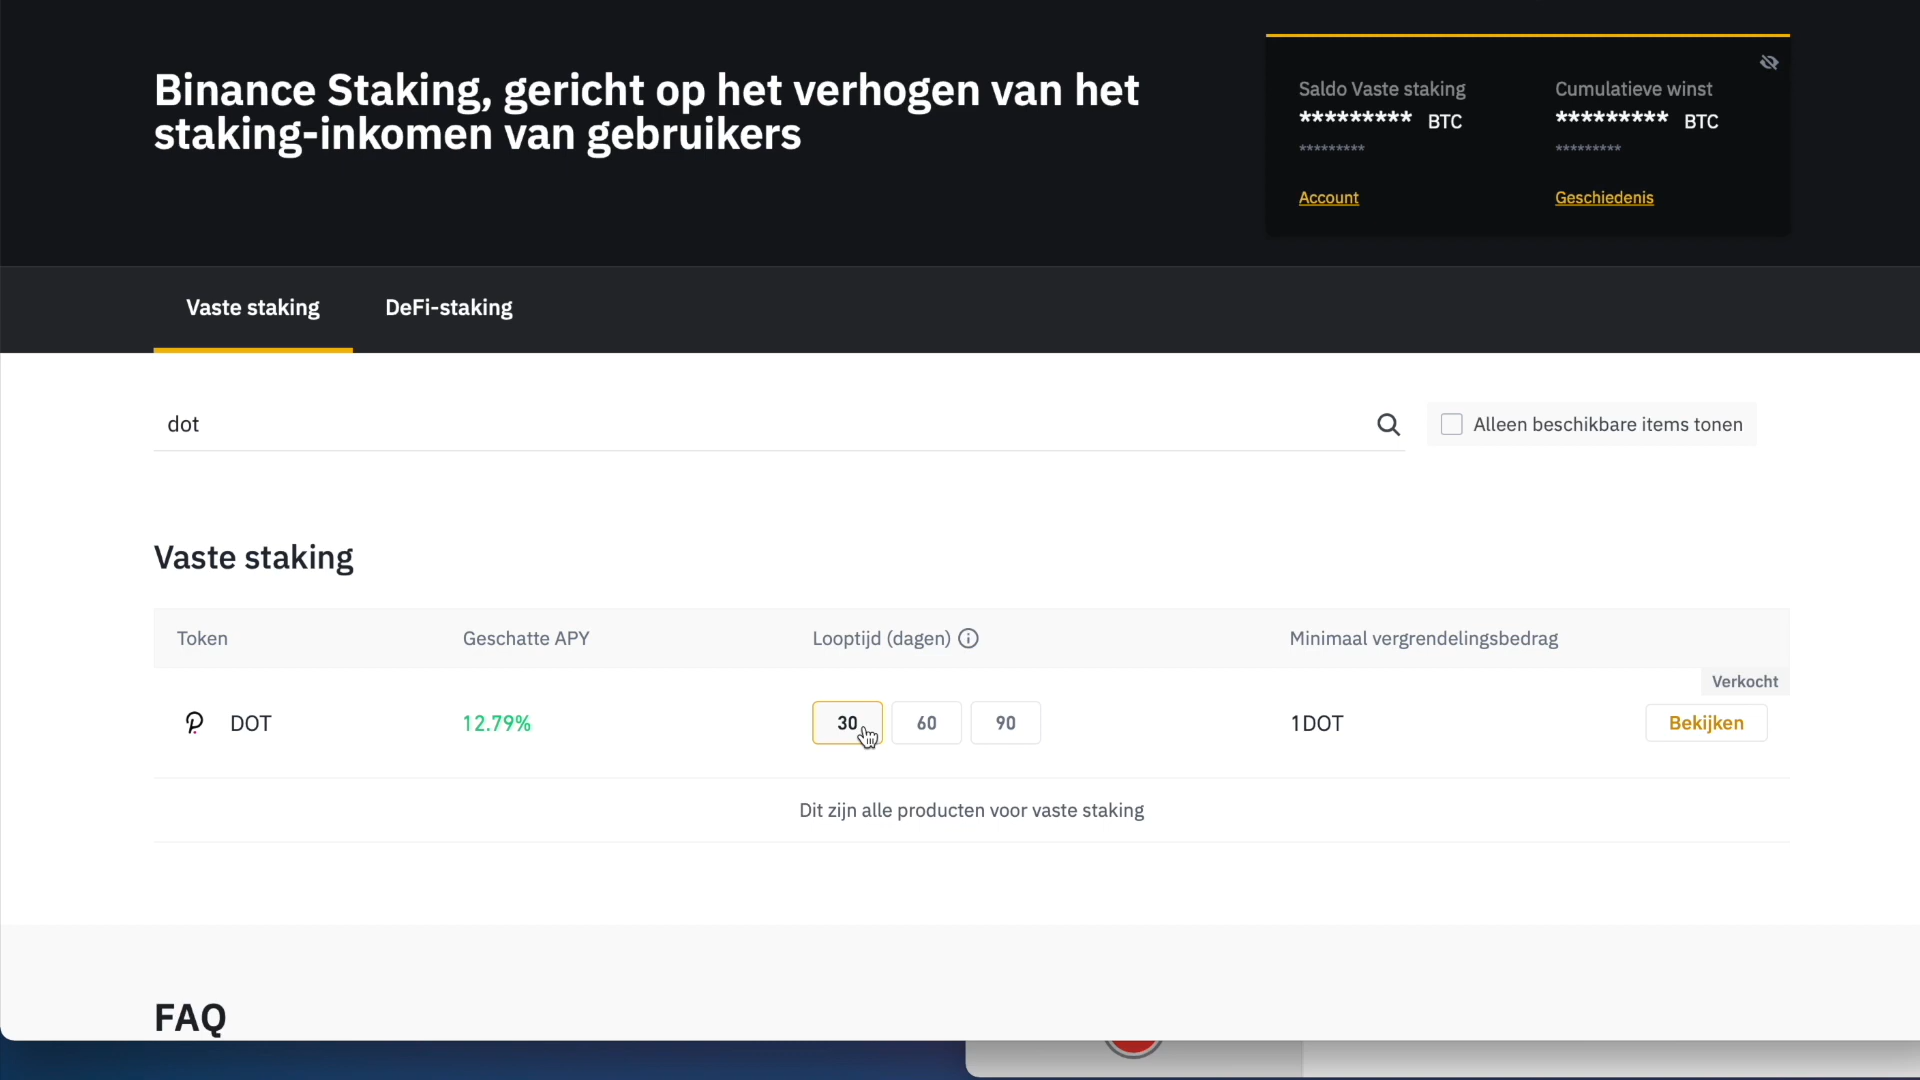 Binance Staking, gericht op het verhogen van het
staking-inkomen van gebruikers
Saldo Vaste staking
********* BTC
*********
Account
Cumulatieve winst
********* BTC
*********
Geschiedenis
Vaste staking
DeFi-staking
dot
Alleen beschikbare items tonen
Vaste staking
Token
Geschatte APY
Looptijd (dagen)
Minimaal vergrendelingsbedrag
Verkocht
DOT
12.79%
30
60
90
1DOT
Bekijken
Dit zijn alle producten voor vaste staking
FAQ